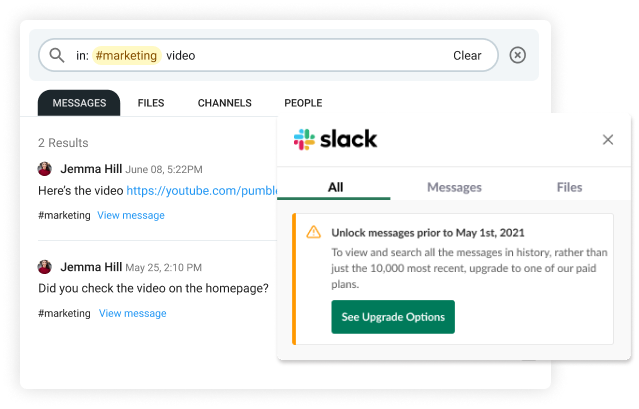 in: #marketing video Clear
MESSAGES FILES CHANNELS PEOPLE
2 Results
Jemma Hill June 08, 5:22PM
Here's the video https://youtube.com/pumble
#marketing View message
Jemma Hill May 25, 2:10 PM
Did you check the video on the homepage?
#marketing View message
slack
All Messages Files
Unlock messages prior to May 1st, 2021
To view and search all the messages in history, rather than
just the 10,000 most recent, upgrade to one of our paid
plans.
See Upgrade Options